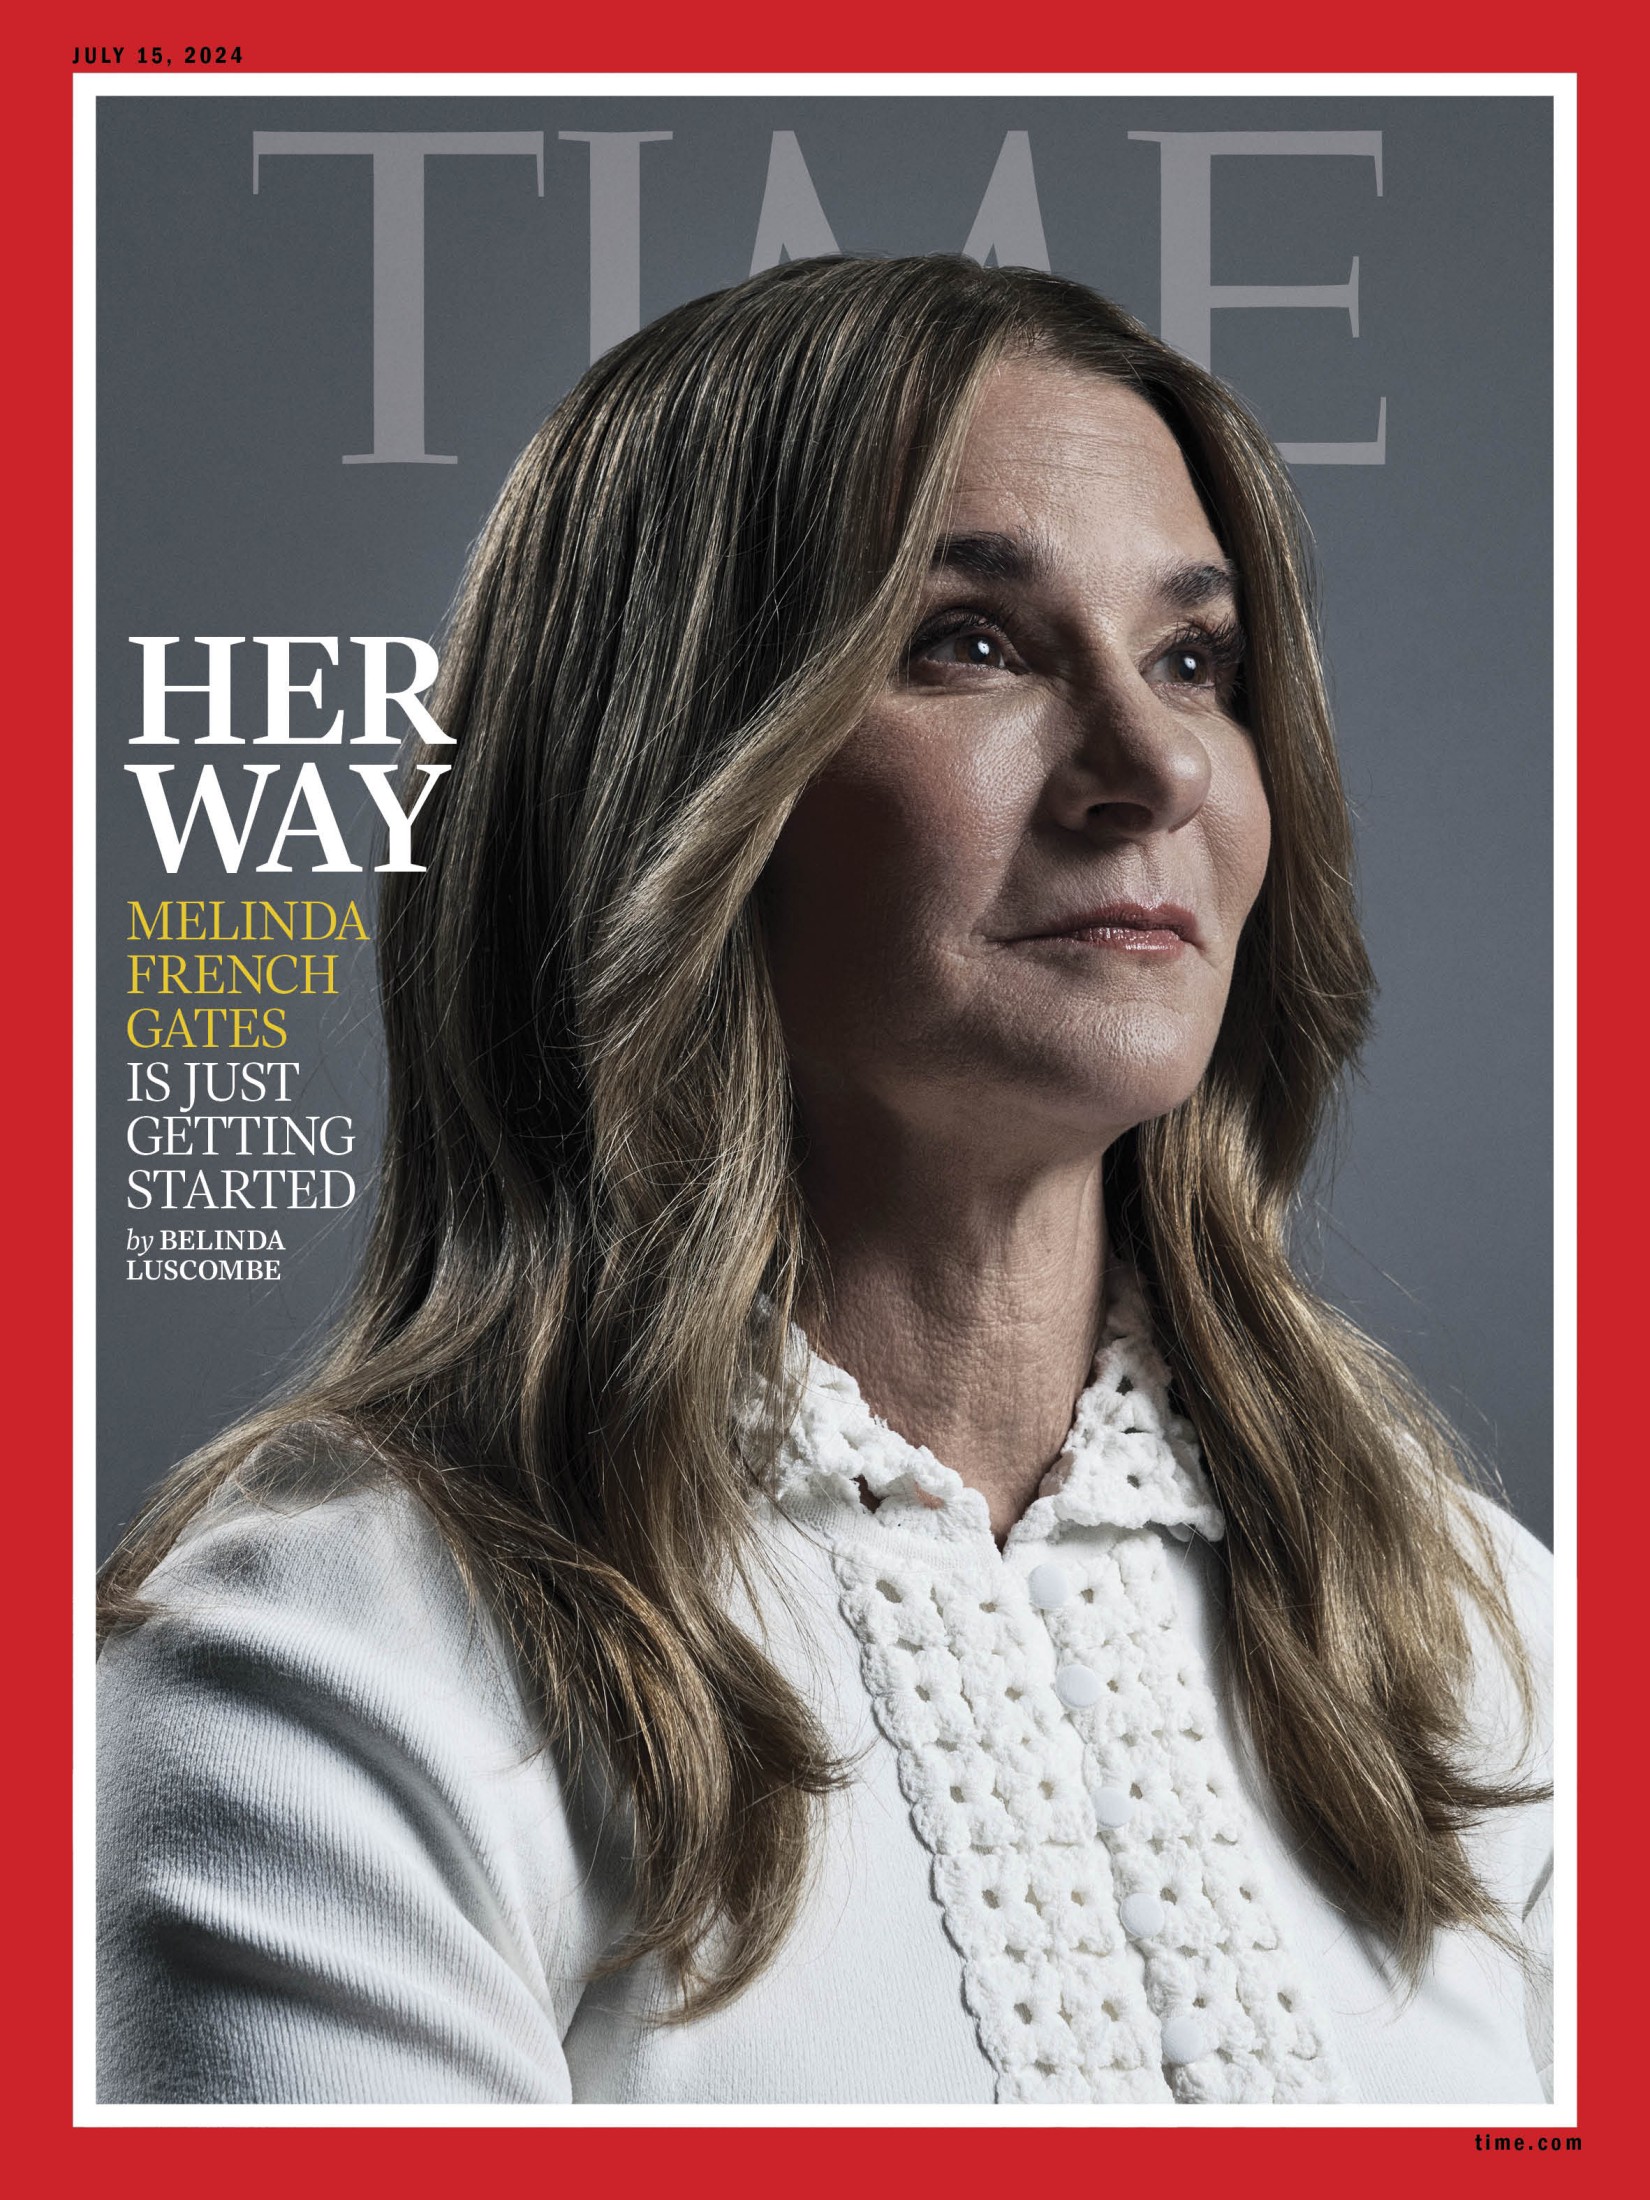 JULY 15, 2024
TIME
HER
WAY
MELINDA
FRENCH
GATES
IS JUST
GETTING
STARTED
by BELINDA
LUSCOMBE
time.com